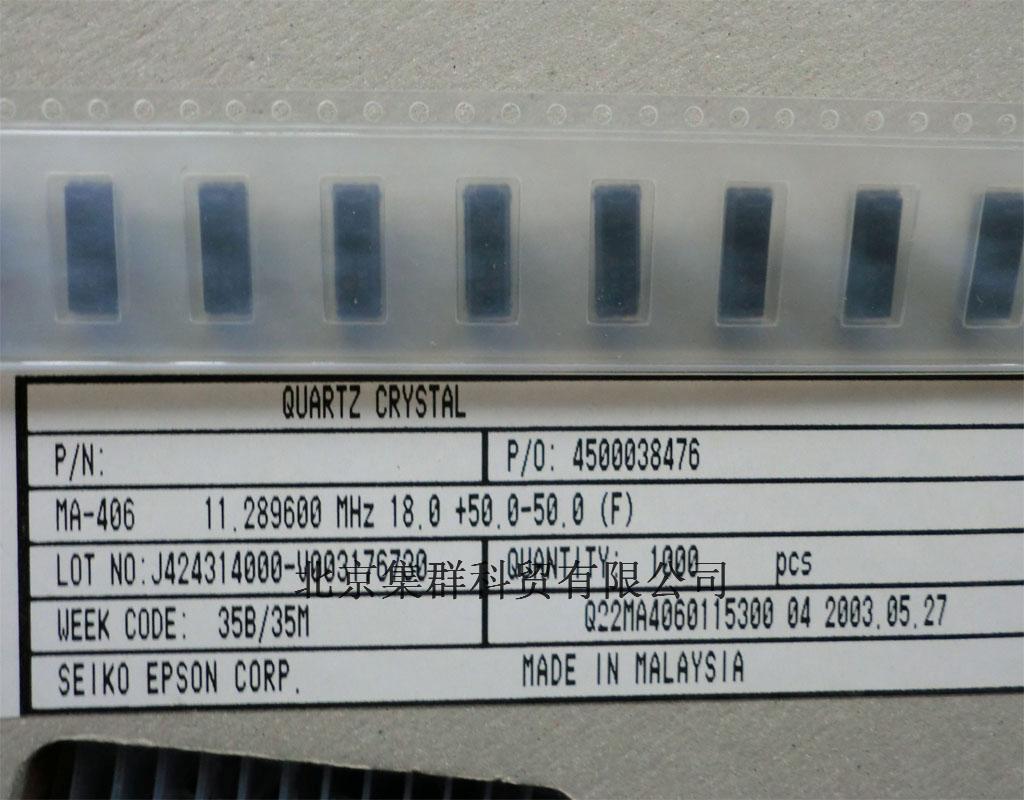 QUARTZ CRYSTAL
P/N: P/O: 4500038476
MA-406 11.289600 MHz 18.0 +50.0-50.0 (F)
LOT NO: QUANTITY: 1000 pcs
北京集群科贸有限公司
WEEK CODE: 35B/35M Q22MA4060115300 04 2003.05.27
SEIKO EPSON CORP. MADE IN MALAYSIA